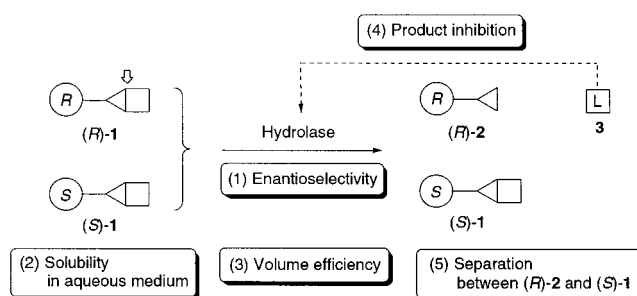 (4) Product inhibition
R
(R)-1
S
(S)-1
Hydrolase
(1) Enantioselectivity
R
(R)-2
L
3
S
(S)-1
(2) Solubility
in aqueous medium
(3) Volume efficiency
(5) Separation
between (R)-2 and (S)-1